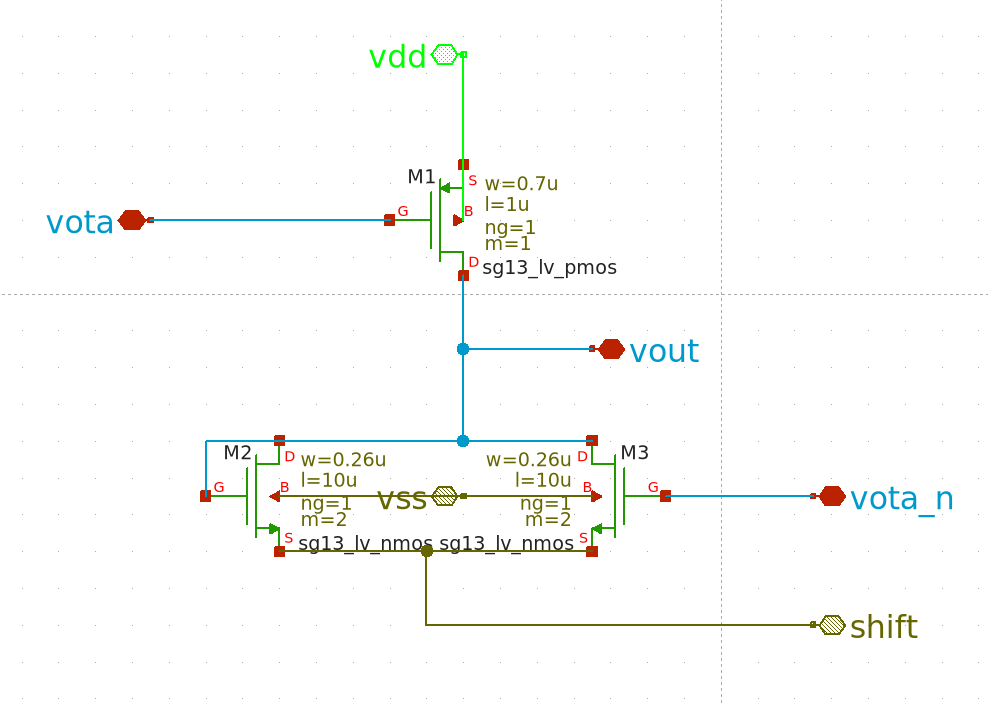 vdd
M1
S
w=0.7u
l=1u
vota
G
B
ng=1
m=1
D
sg13_lv_pmos
vout
M2
D
w=0.26u
l=10u
G
B
ng=1
m=2
S
sg13_lv_nmos
vss
w=0.26u
D
M3
l=10u
B
G
ng=1
m=2
S
sg13_lv_nmos
vota_n
shift